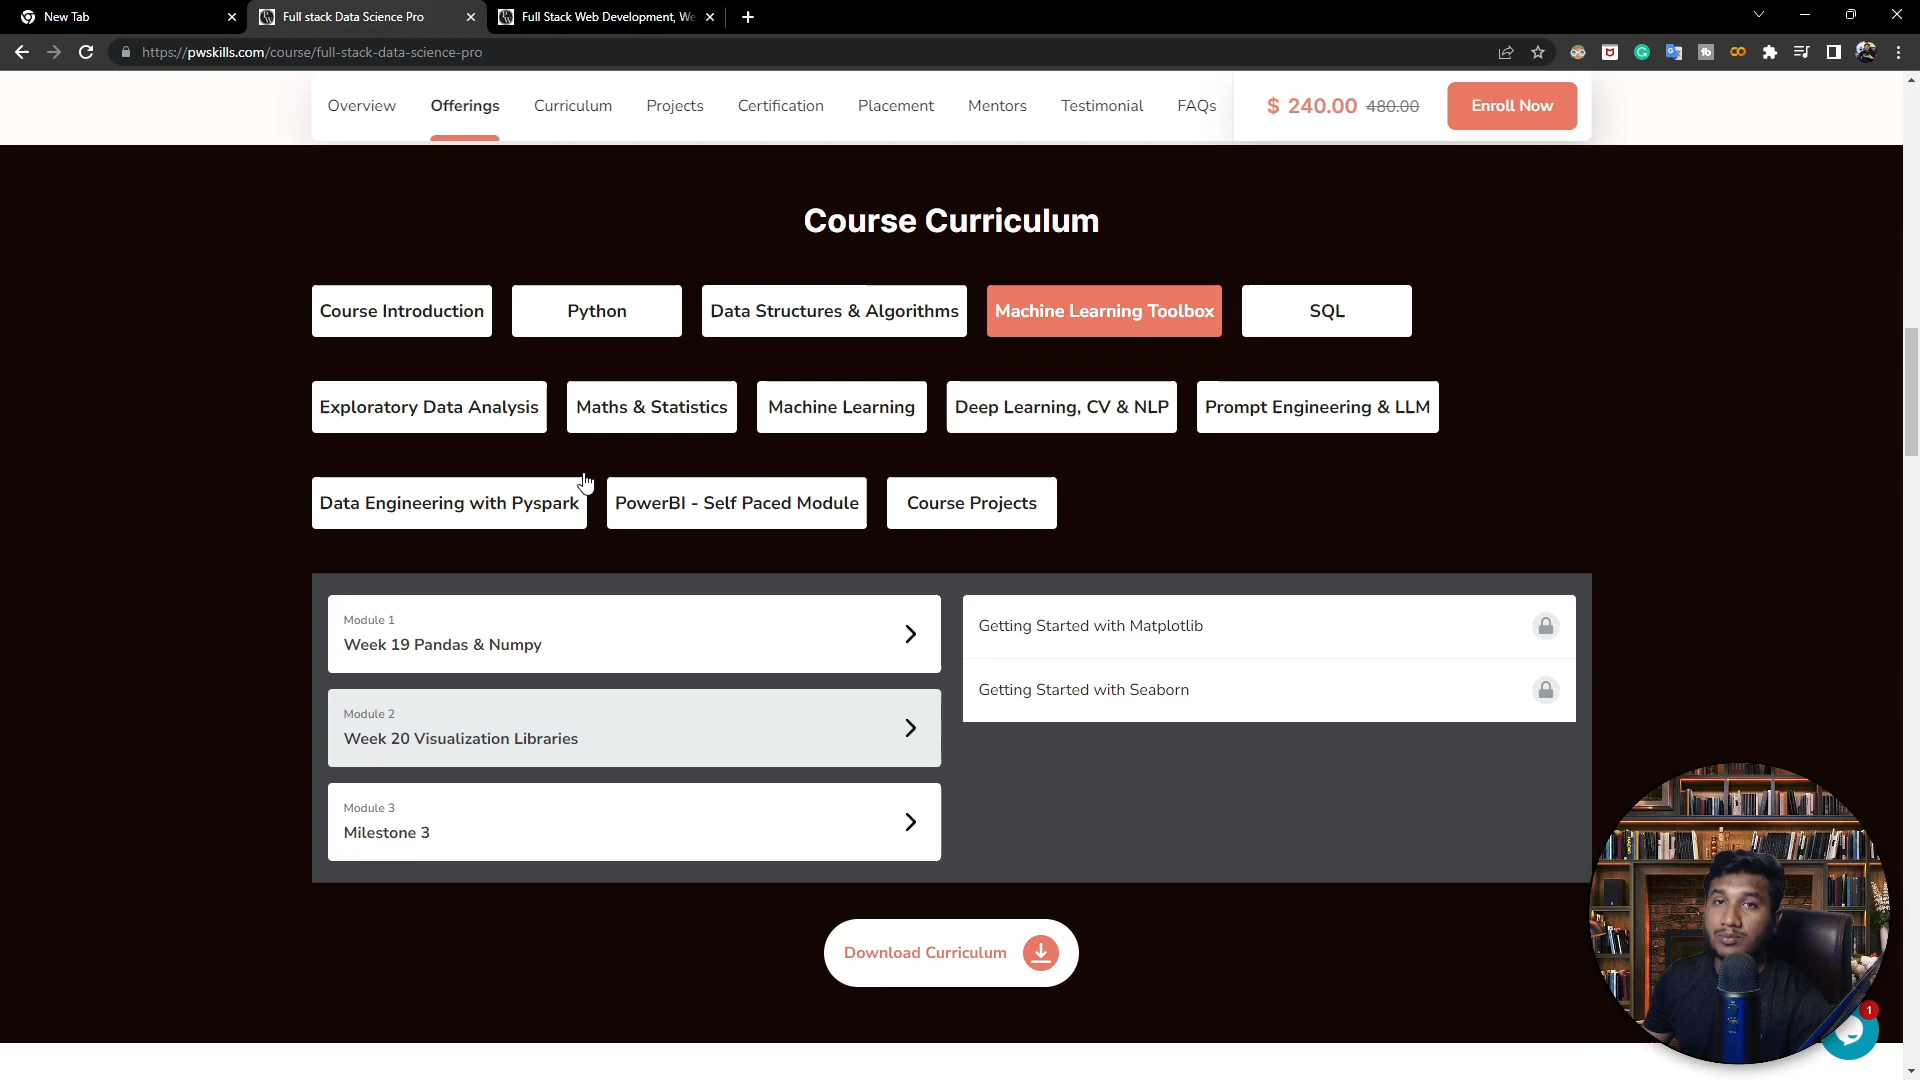 New Tab
Full stack Data Science Pro
Full Stack Web Development, We
https://pwskills.com/course/full-stack-data-science-pro
Overview
Offerings
Curriculum
Projects
Certification
Placement
Mentors
Testimonial
FAQs
$ 240.00 480.00
Enroll Now
Course Curriculum
Course Introduction
Python
Data Structures & Algorithms
Machine Learning Toolbox
SQL
Exploratory Data Analysis
Maths & Statistics
Machine Learning
Deep Learning, CV & NLP
Prompt Engineering & LLM
Data Engineering with Pyspark
PowerBI - Self Paced Module
Course Projects
Module 1
Week 19 Pandas & Numpy
Module 2
Week 20 Visualization Libraries
Module 3
Milestone 3
Getting Started with Matplotlib
Getting Started with Seaborn
Download Curriculum
1